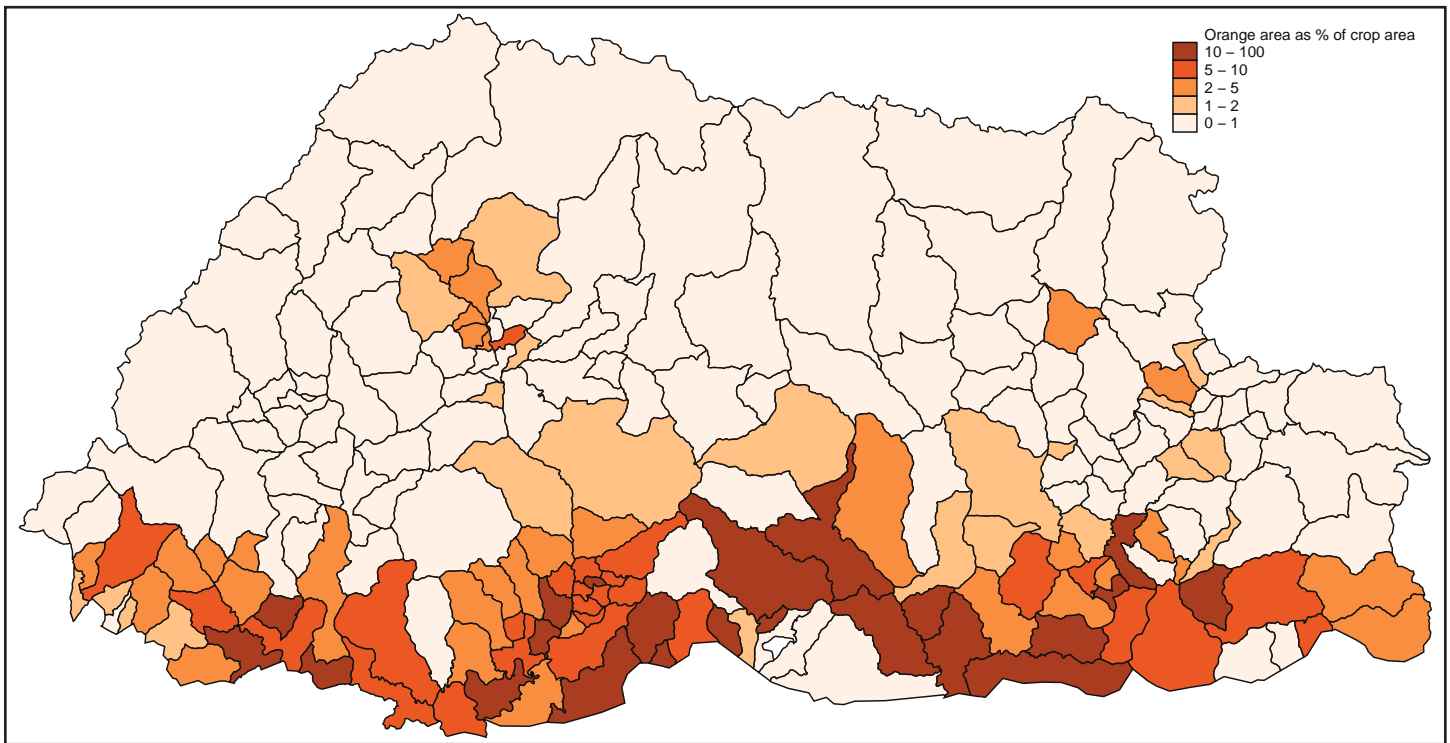 Orange area as % of crop area
10 – 100
5 – 10
2 – 5
1 – 2
0 – 1